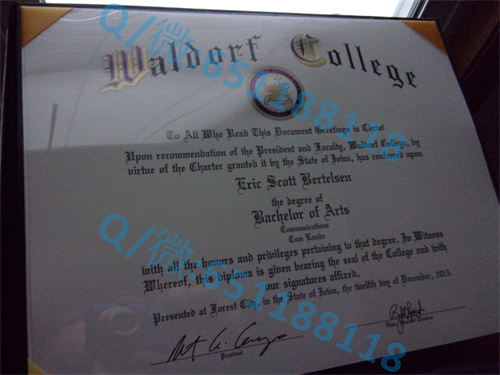 Waldorf College
To All Who Read This Document Greetings in Christ
Upon recommendation of the President and Faculty, Waldorf College, by
virtue of the Charter granted it by the State of Iowa, has conferred upon
Eric Scott Bertelsen
the degree of
Bachelor of Arts
Communications
Cum Laude
with all the honors and privileges pertaining to that degree. In Witness
Whereof, this diploma is given bearing the seal of the College and with
our signatures affixed.
Presented at Forest City, in the State of Iowa, the twelfth day of December, 2013.
President
Q/微:851188118
Q/微:851188118